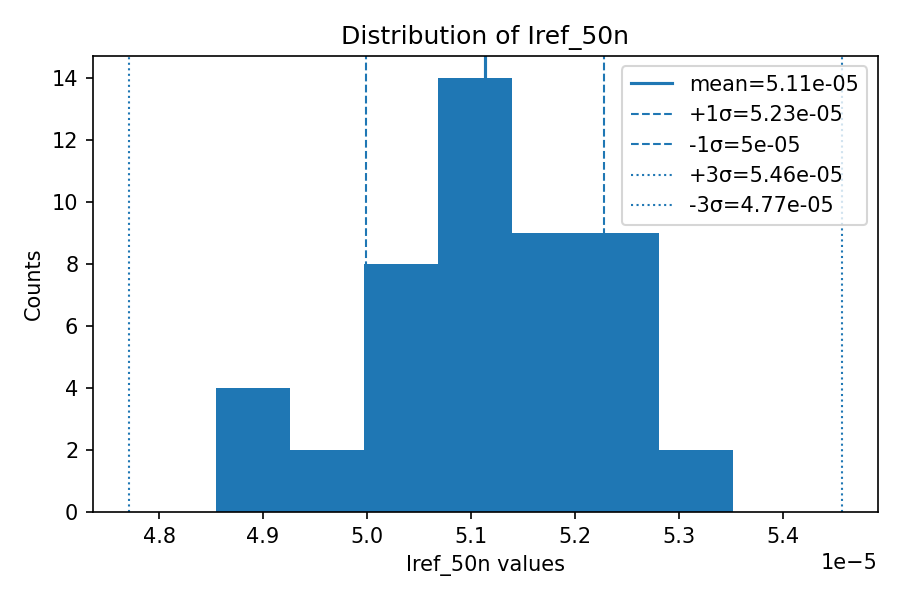 Distribution of Iref_50n
mean=5.11e-05
+1σ=5.23e-05
-1σ=5e-05
+3σ=5.46e-05
-3σ=4.77e-05
Counts
14
12
10
8
6
4
2
0
4.8 4.9 5.0 5.1 5.2 5.3 5.4
1e−5
Iref_50n values